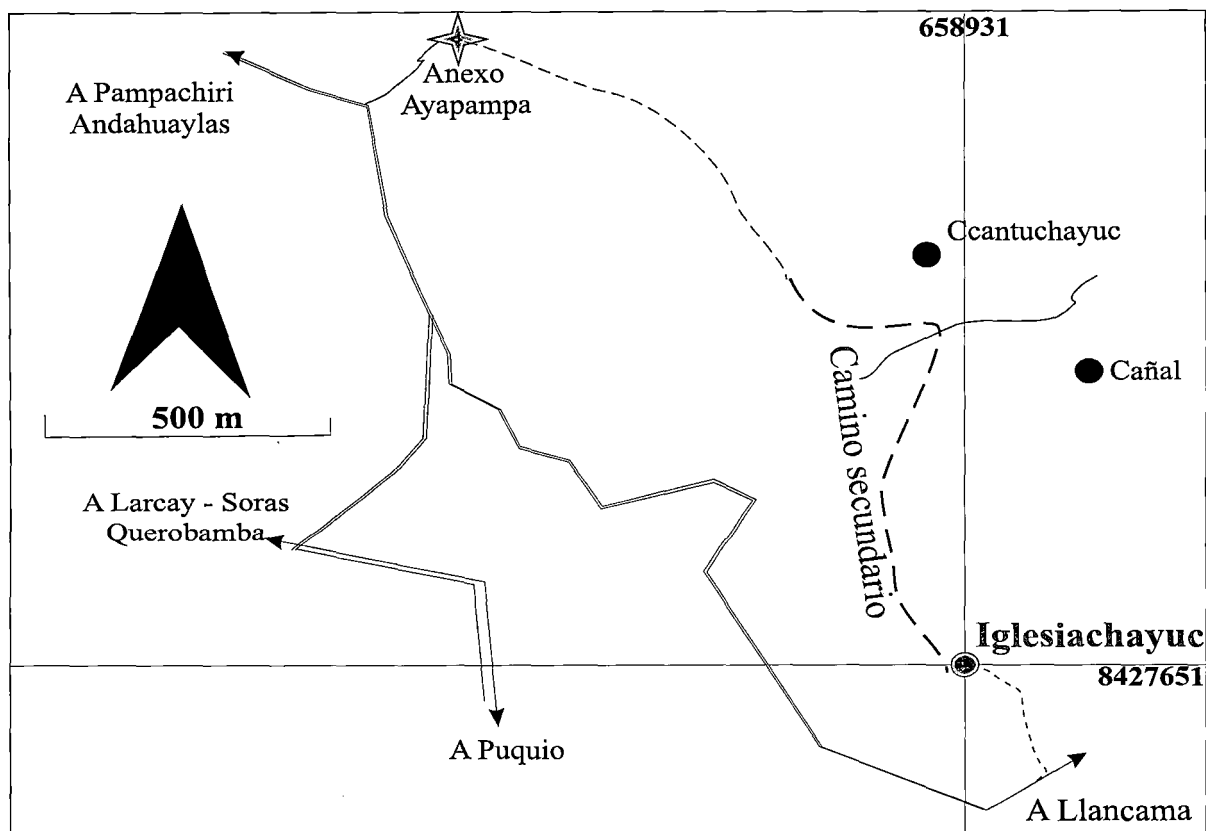 658931
Anexo
Ayapampa
A Pampachiri
Andahuaylas
Ccantuchayuc
Cañal
500 m
Camino secundario
A Larcay - Soras
Querobamba
Iglesiachayuc
8427651
A Puquio
A Llancama